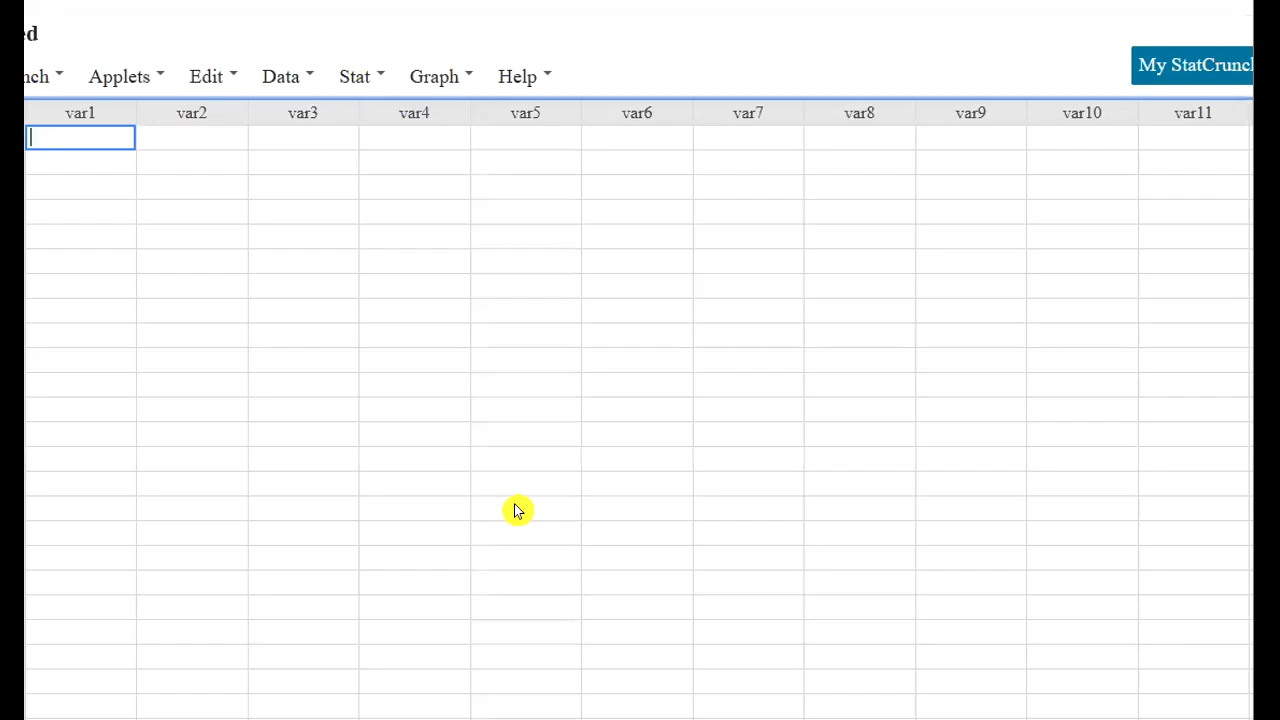 ed
nch Applets Edit Data Stat Graph Help
My StatCrunch
var1 var2 var3 var4 var5 var6 var7 var8 var9 var10 var11